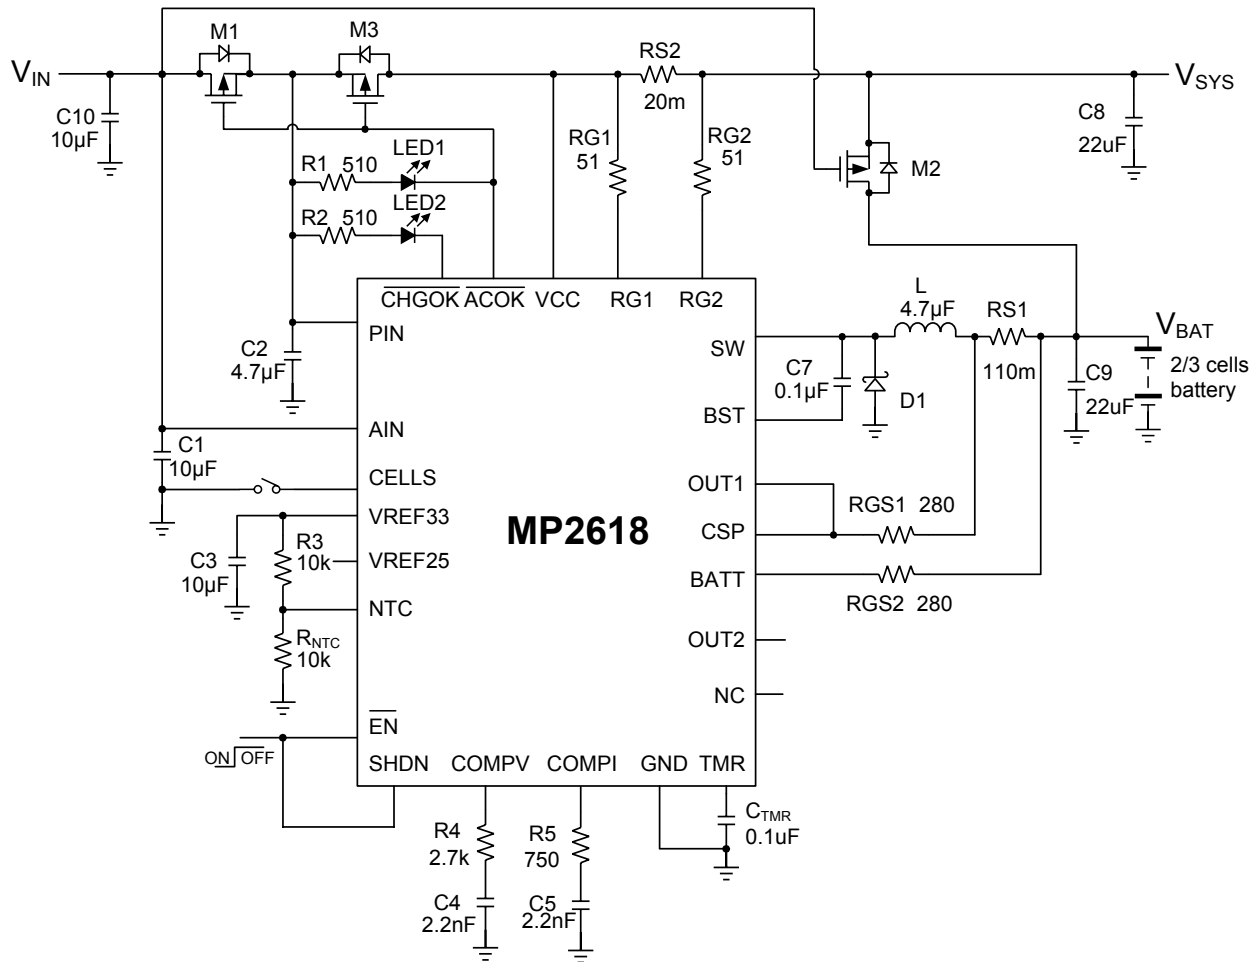 M1
M3
RS2
20m
VIN
VSYS
C10
10µF
C8
22uF
RG1
51
RG2
51
M2
R1 510
LED1
R2 510
LED2
CHGOK
ACOK
VCC
RG1
RG2
PIN
C2
4.7µF
SW
L
4.7µF
RS1
110m
VBAT
2/3 cells
battery
C7
0.1µF
D1
C9
22uF
BST
AIN
C1
10µF
CELLS
OUT1
RGS1 280
VREF33
MP2618
CSP
R3
10k
VREF25
C3
10µF
BATT
RGS2 280
NTC
RNTC
10k
OUT2
NC
EN
ON OFF
SHDN
COMPV
COMPI
GND
TMR
CTMR
0.1uF
R4
2.7k
R5
750
C4
2.2nF
C5
2.2nF